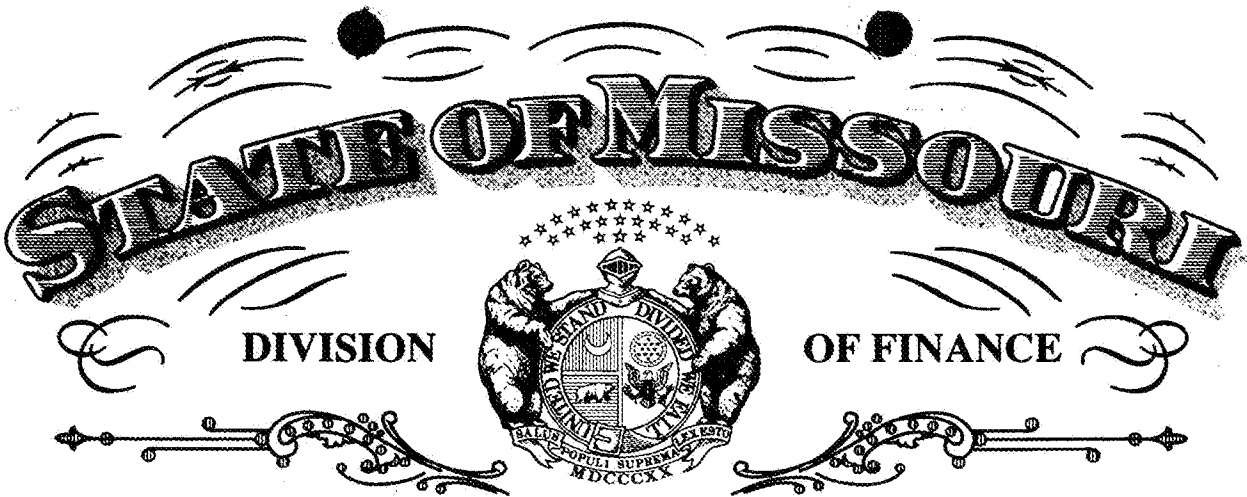 STATE OF MISSOURI
DIVISION OF FINANCE
UNITED WE STAND DIVIDED WE FALL
SALUS POPULI SUPREMA LEX ESTO
MDCCCXX